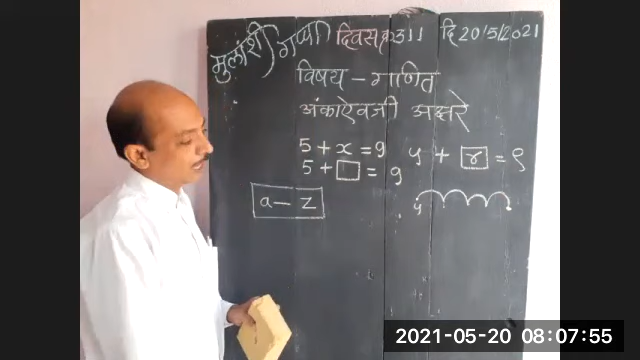 मुलांशी गप्पा दिवस क्र 311 दि 20/5/2021
विषय - गणित
अंकाऐवजी अक्षरे
5 + x = 9 ५ + ४ = ९
5 + □ = 9
a - z ५
2021-05-20 08:07:55